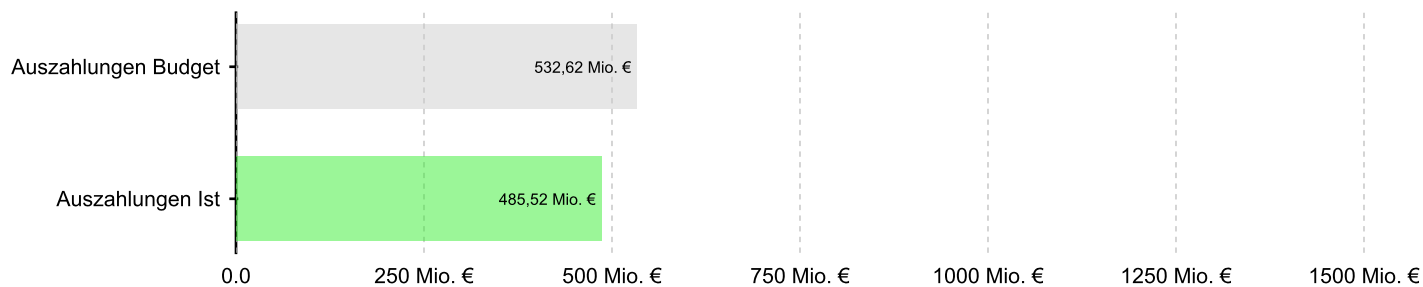 Auszahlungen Budget
532,62 Mio. €
Auszahlungen Ist
485,52 Mio. €
0.0 250 Mio. € 500 Mio. € 750 Mio. € 1000 Mio. € 1250 Mio. € 1500 Mio. €